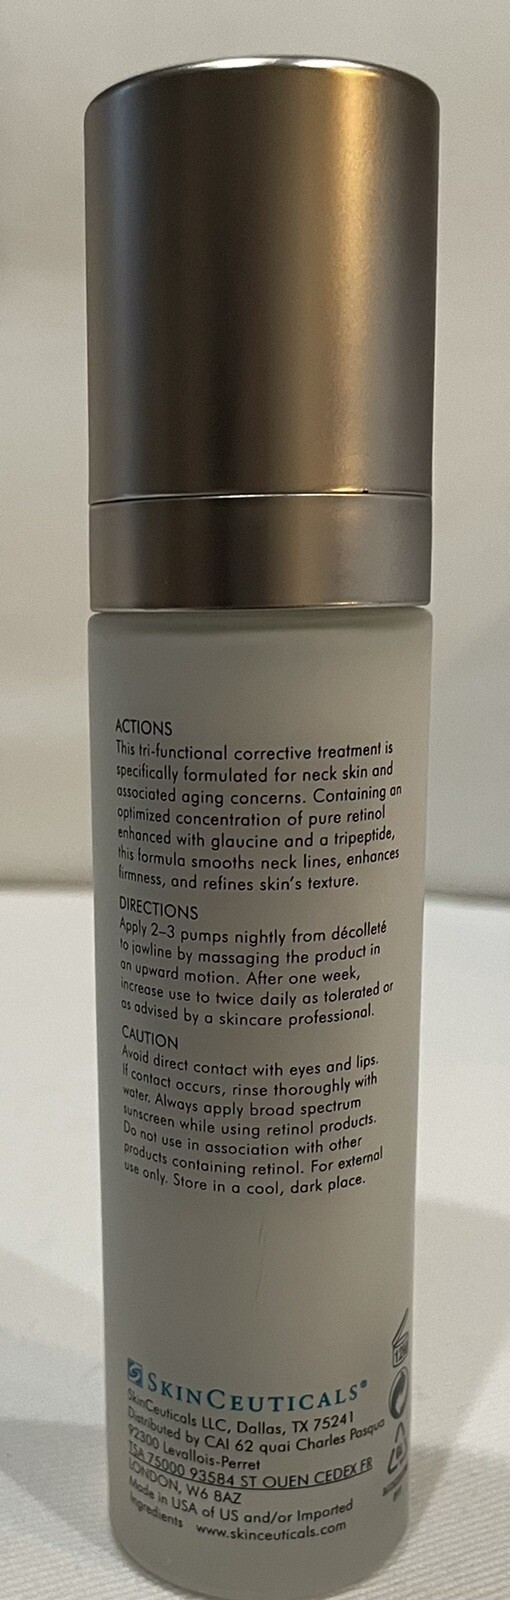 ACTIONS
This tri-functional corrective treatment is
specifically formulated for neck skin and
associated aging concerns. Containing an
optimized concentration of pure retinol
enhanced with glaucine and a tripeptide,
this formula smooths neck lines, enhances
firmness, and refines skin's texture.
DIRECTIONS
Apply 2–3 pumps nightly from décolleté
to jawline by massaging the product in
an upward motion. After one week,
increase use to twice daily as tolerated or
as advised by a skincare professional.
CAUTION
Avoid direct contact with eyes and lips.
If contact occurs, rinse thoroughly with
water. Always apply broad spectrum
sunscreen while using retinol products.
Do not use in association with other
products containing retinol. For external
use only. Store in a cool, dark place.
SKINCEUTICALS®
SkinCeuticals LLC, Dallas, TX 75241
Distributed by CAI 62 quai Charles Pasqua
92300 Levallois-Perret
TSA 75000 93584 ST OUEN CEDEX FR
LONDON, W6 8AZ
Made in USA of US and/or Imported
Ingredients www.skinceuticals.com